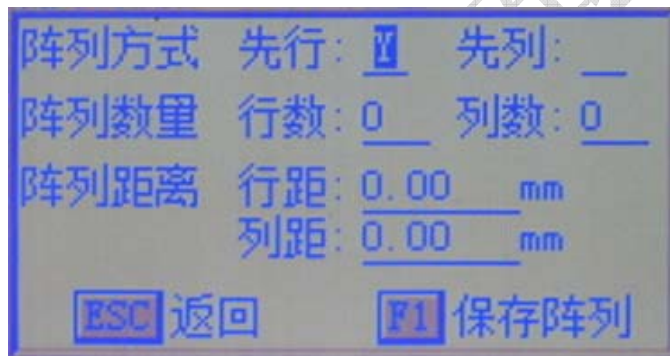 阵列方式 先行: Y 先列:
阵列数量 行数: 0 列数: 0
阵列距离 行距: 0.00 mm
列距: 0.00 mm
ESC 返回 F1 保存阵列